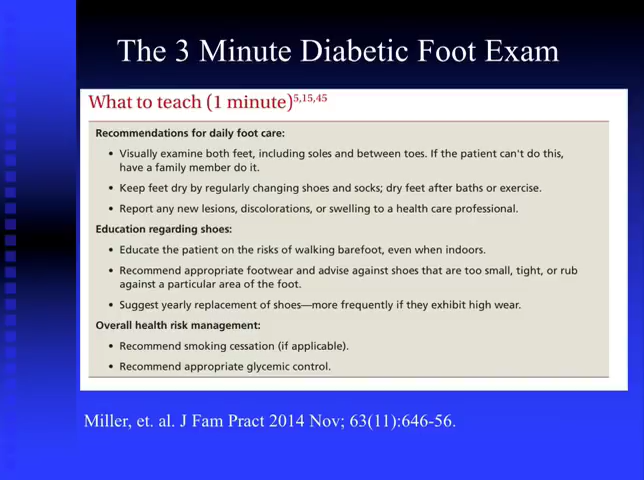 The 3 Minute Diabetic Foot Exam
What to teach (1 minute)5,15,45
Recommendations for daily foot care:
• Visually examine both feet, including soles and between toes. If the patient can't do this,
have a family member do it.
• Keep feet dry by regularly changing shoes and socks; dry feet after baths or exercise.
• Report any new lesions, discolorations, or swelling to a health care professional.
Education regarding shoes:
• Educate the patient on the risks of walking barefoot, even when indoors.
• Recommend appropriate footwear and advise against shoes that are too small, tight, or rub
against a particular area of the foot.
• Suggest yearly replacement of shoes—more frequently if they exhibit high wear.
Overall health risk management:
• Recommend smoking cessation (if applicable).
• Recommend appropriate glycemic control.
Miller, et. al. J Fam Pract 2014 Nov; 63(11):646-56.